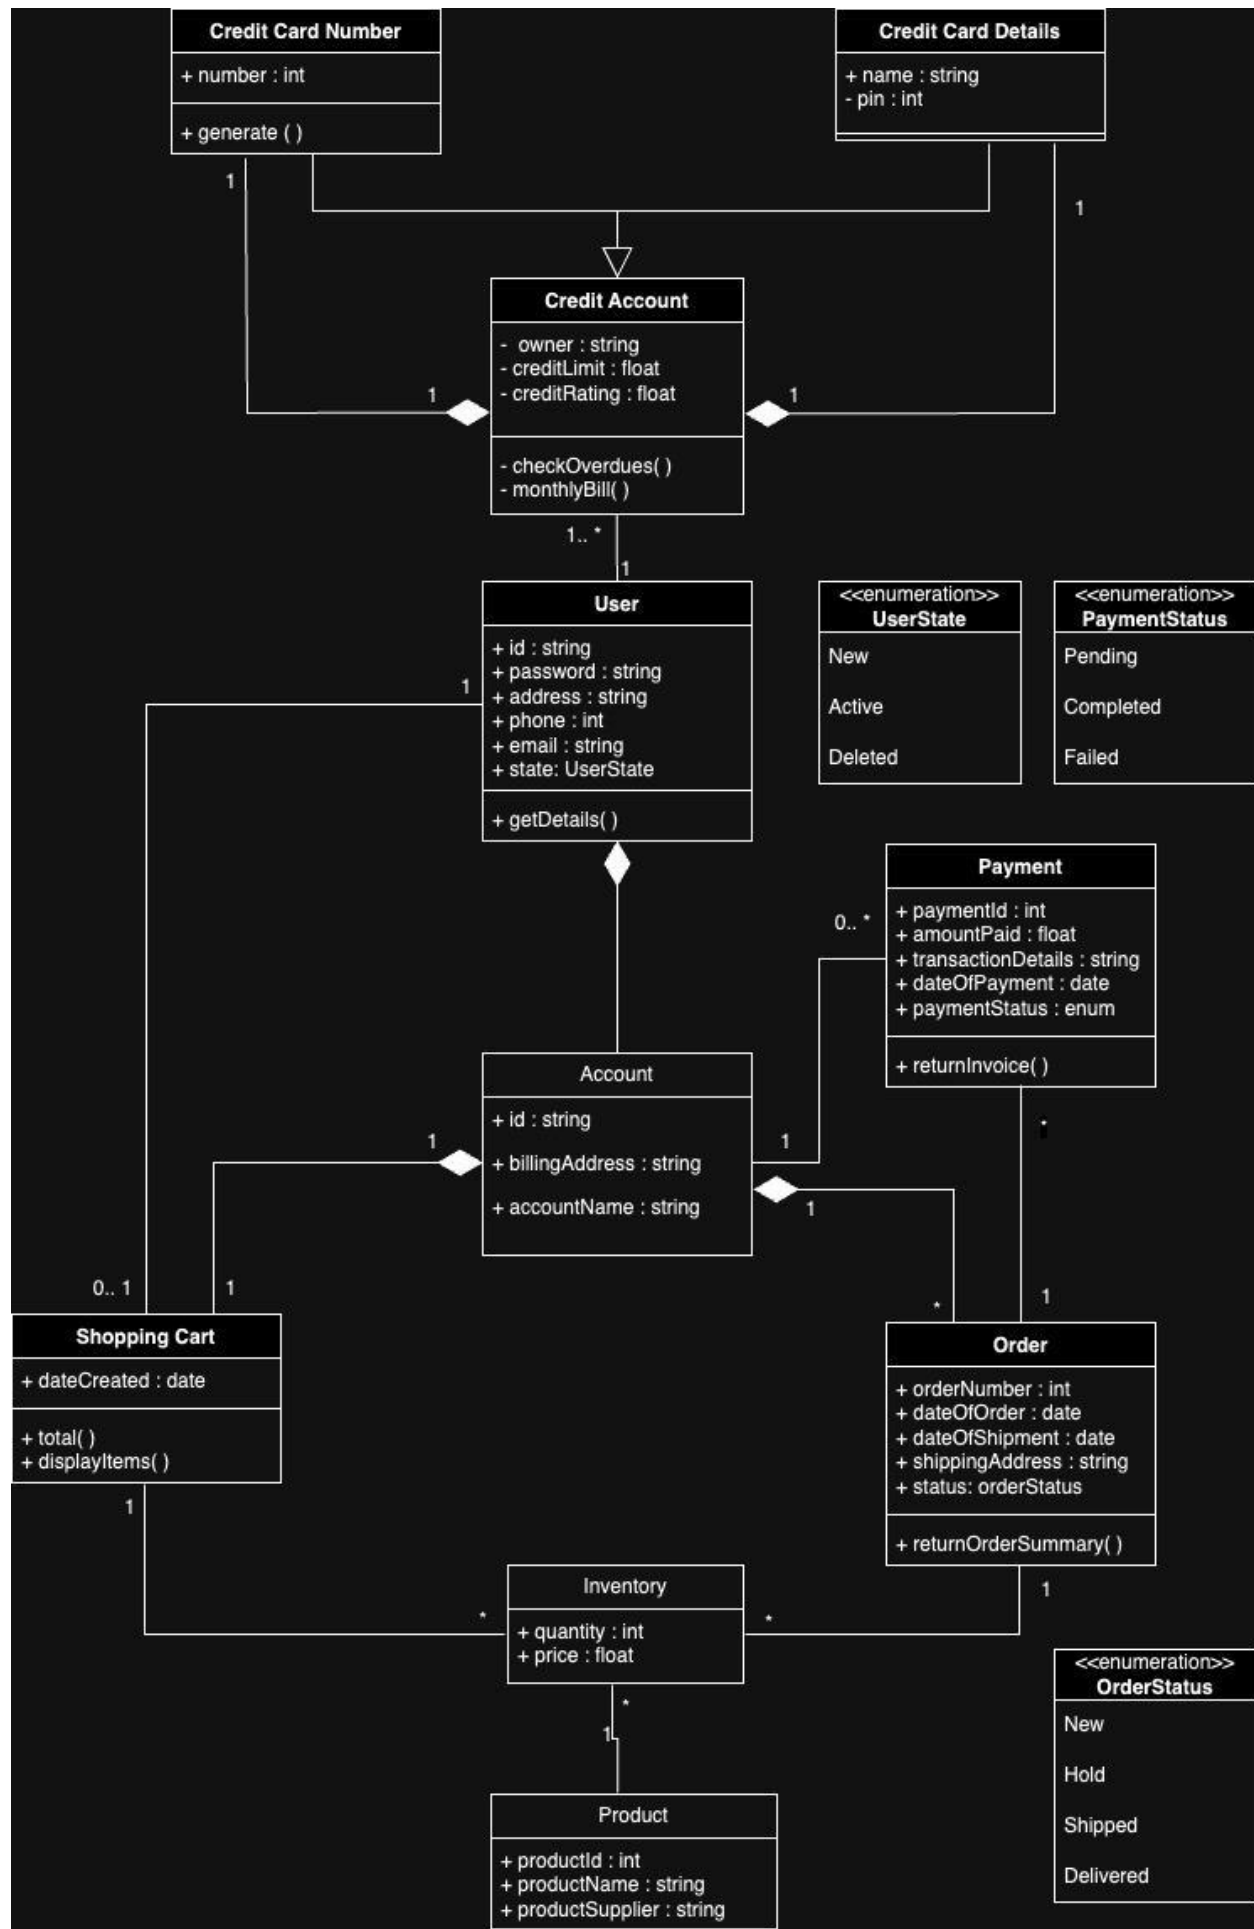 Credit Card Number
+ number : int
+ generate ( )
Credit Card Details
+ name : string
- pin : int
1
1
Credit Account
- owner : string
- creditLimit : float
- creditRating : float
- checkOverdues( )
- monthlyBill( )
1
1
1.. *
1
User
+ id : string
+ password : string
+ address : string
+ phone : int
+ email : string
+ state: UserState
+ getDetails( )
1
<<enumeration>>
UserState
New
Active
Deleted
<<enumeration>>
PaymentStatus
Pending
Completed
Failed
Payment
+ paymentId : int
+ amountPaid : float
+ transactionDetails : string
+ dateOfPayment : date
+ paymentStatus : enum
+ returnInvoice( )
0.. *
*
Account
+ id : string
+ billingAddress : string
+ accountName : string
1
1
1
0.. 1
1
*
1
Shopping Cart
+ dateCreated : date
+ total( )
+ displayItems( )
1
Order
+ orderNumber : int
+ dateOfOrder : date
+ dateOfShipment : date
+ shippingAddress : string
+ status: orderStatus
+ returnOrderSummary( )
1
Inventory
+ quantity : int
+ price : float
*
*
*
1
Product
+ productId : int
+ productName : string
+ productSupplier : string
<<enumeration>>
OrderStatus
New
Hold
Shipped
Delivered